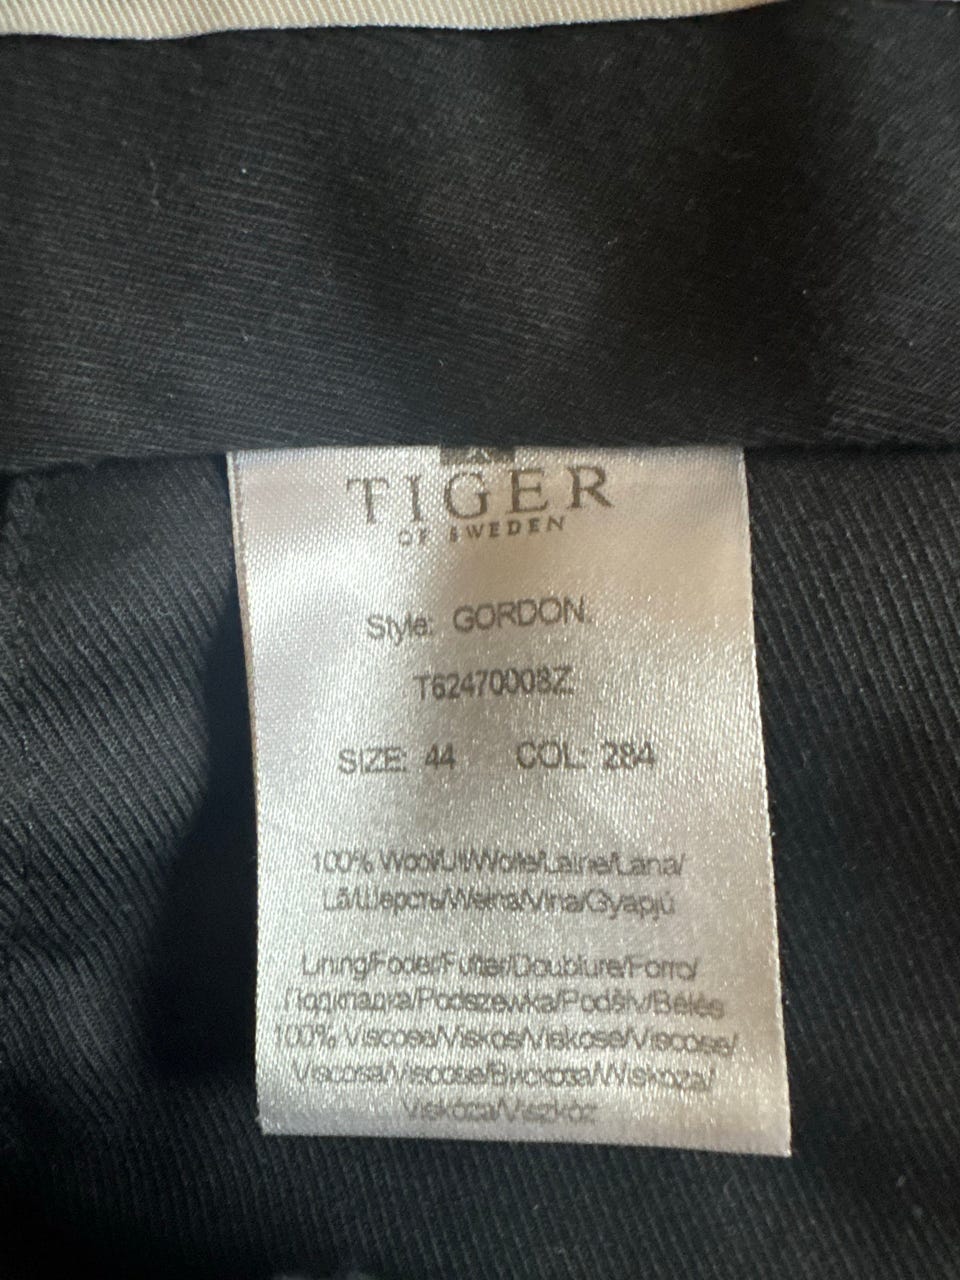 TIGER
OF SWEDEN
Style: GORDON.
T62470008Z
SIZE: 44 COL: 284
100% Wool/Ull/Wolle/Laine/Lana/
Lã/Шерсть/Wełna/Vlna/Gyapjú
Lining/Foder/Futter/Doublure/Forro/
Подкладка/Podszewka/Podšív/Bélés
100% Viscose/Viskos/Viskose/Viscose/
Viscosa/Viscose/Вискоза/Wiskoza/
Viskóza/Viszkóz